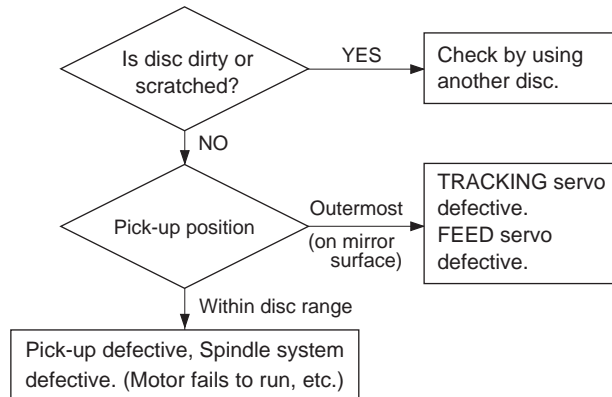 Is disc dirty or
scratched?
YES
Check by using
another disc.
NO
Pick-up position
Outermost
(on mirror
surface)
TRACKING servo
defective.
FEED servo
defective.
Within disc range
Pick-up defective, Spindle system
defective. (Motor fails to run, etc.)